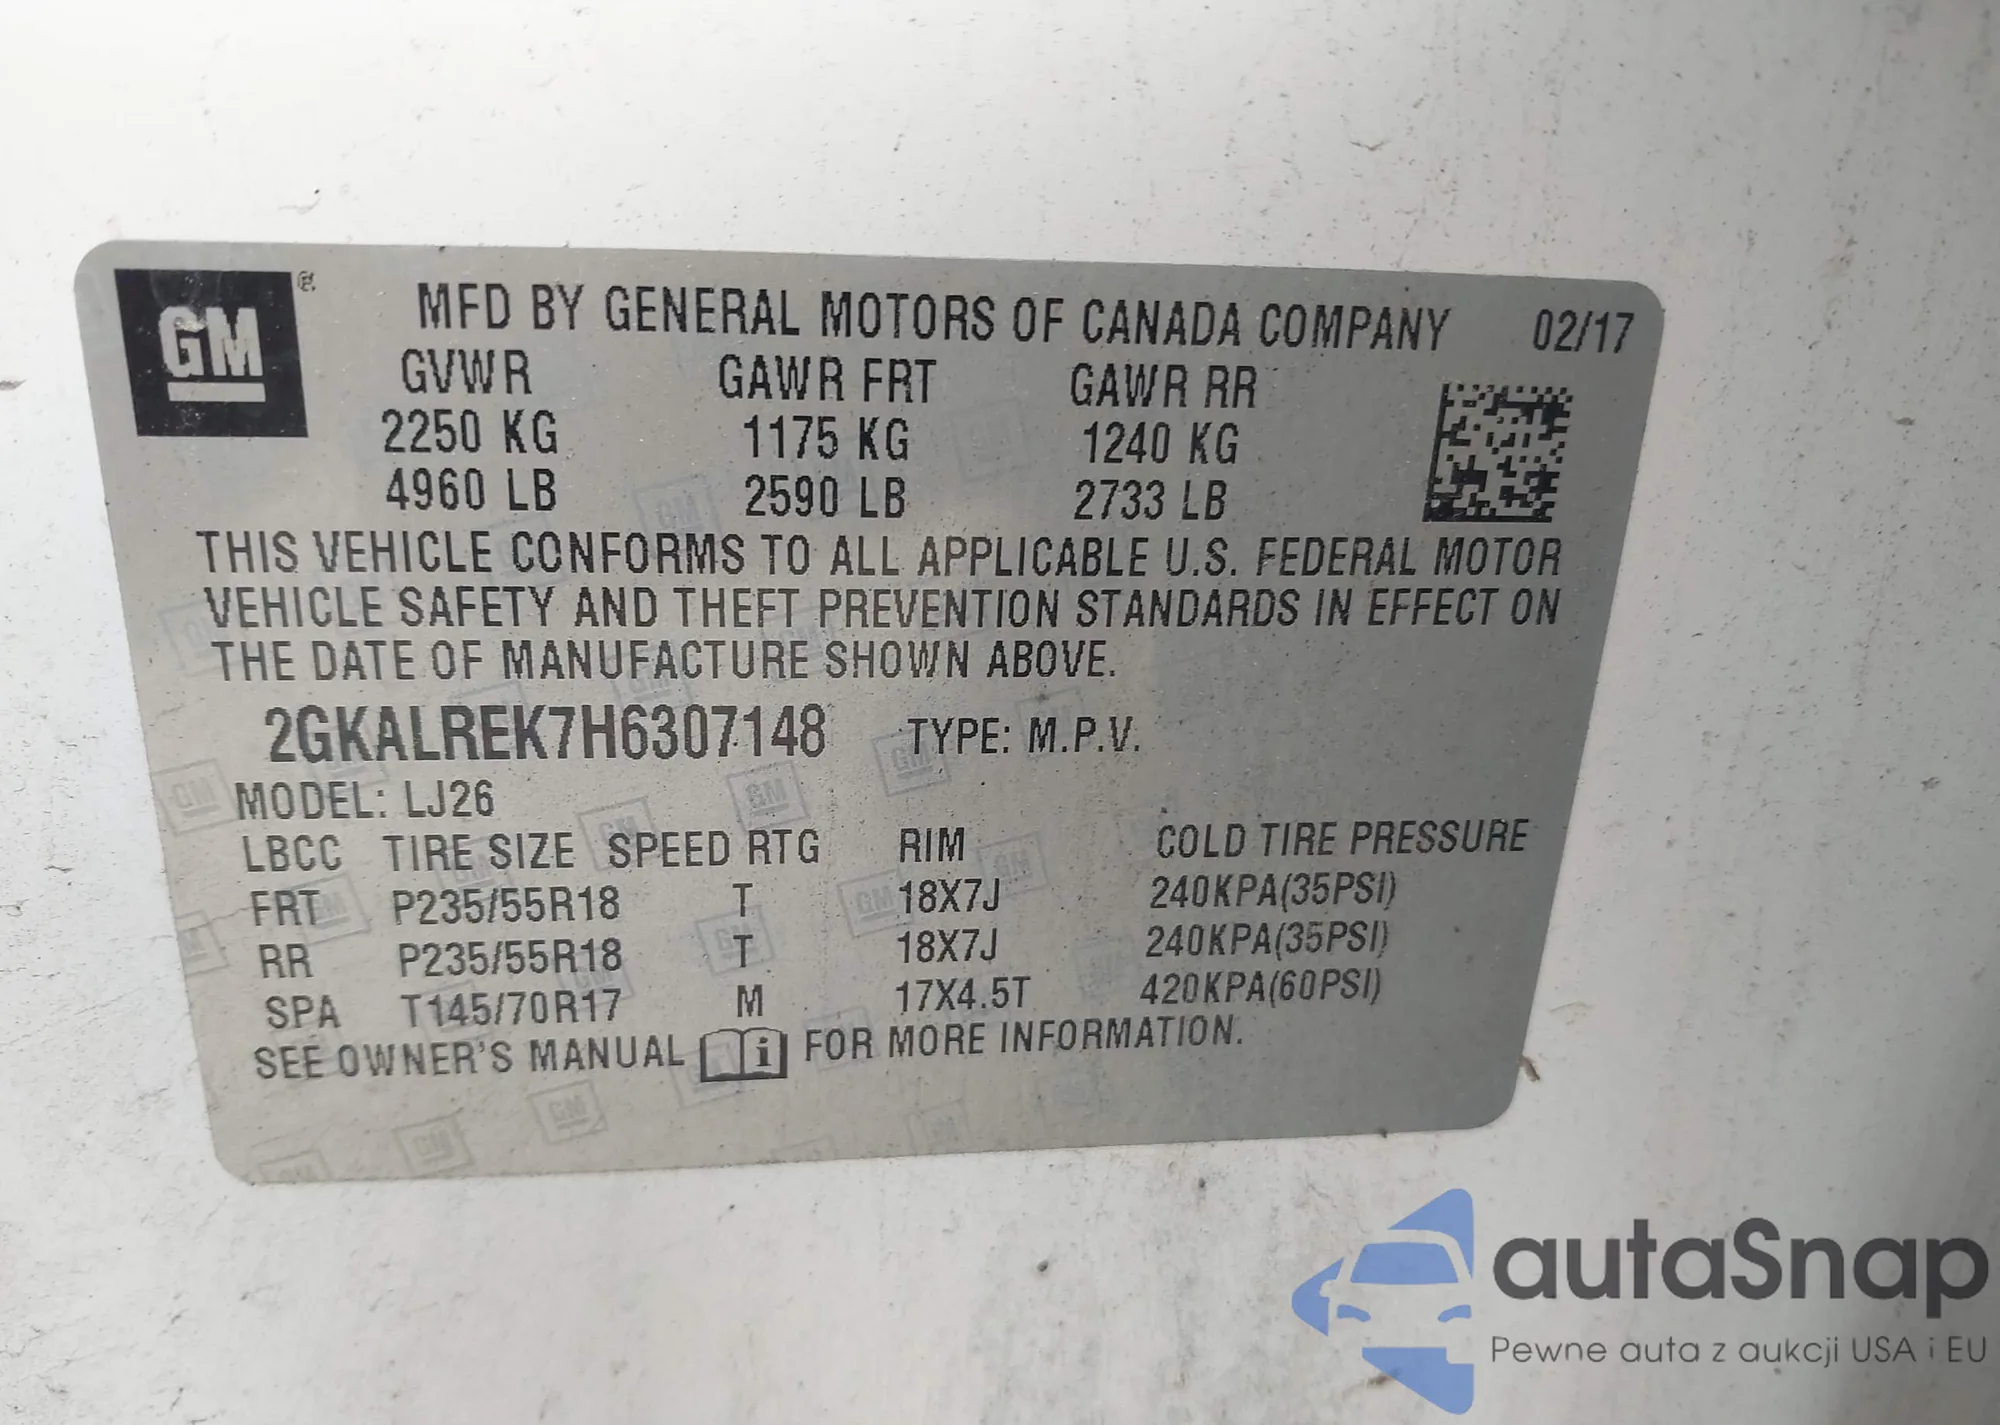 GM ®
MFD BY GENERAL MOTORS OF CANADA COMPANY 02/17
GVWR GAWR FRT GAWR RR
2250 KG 1175 KG 1240 KG
4960 LB 2590 LB 2733 LB
THIS VEHICLE CONFORMS TO ALL APPLICABLE U.S. FEDERAL MOTOR
VEHICLE SAFETY AND THEFT PREVENTION STANDARDS IN EFFECT ON
THE DATE OF MANUFACTURE SHOWN ABOVE.
2GKALREK7H6307148 TYPE: M.P.V.
MODEL: LJ26
LBCC TIRE SIZE SPEED RTG RIM COLD TIRE PRESSURE
FRT P235/55R18 T 18X7J 240KPA(35PSI)
RR P235/55R18 T 18X7J 240KPA(35PSI)
SPA T145/70R17 M 17X4.5T 420KPA(60PSI)
SEE OWNER'S MANUAL i FOR MORE INFORMATION.
autaSnap
Pewne auta z aukcji USA i EU